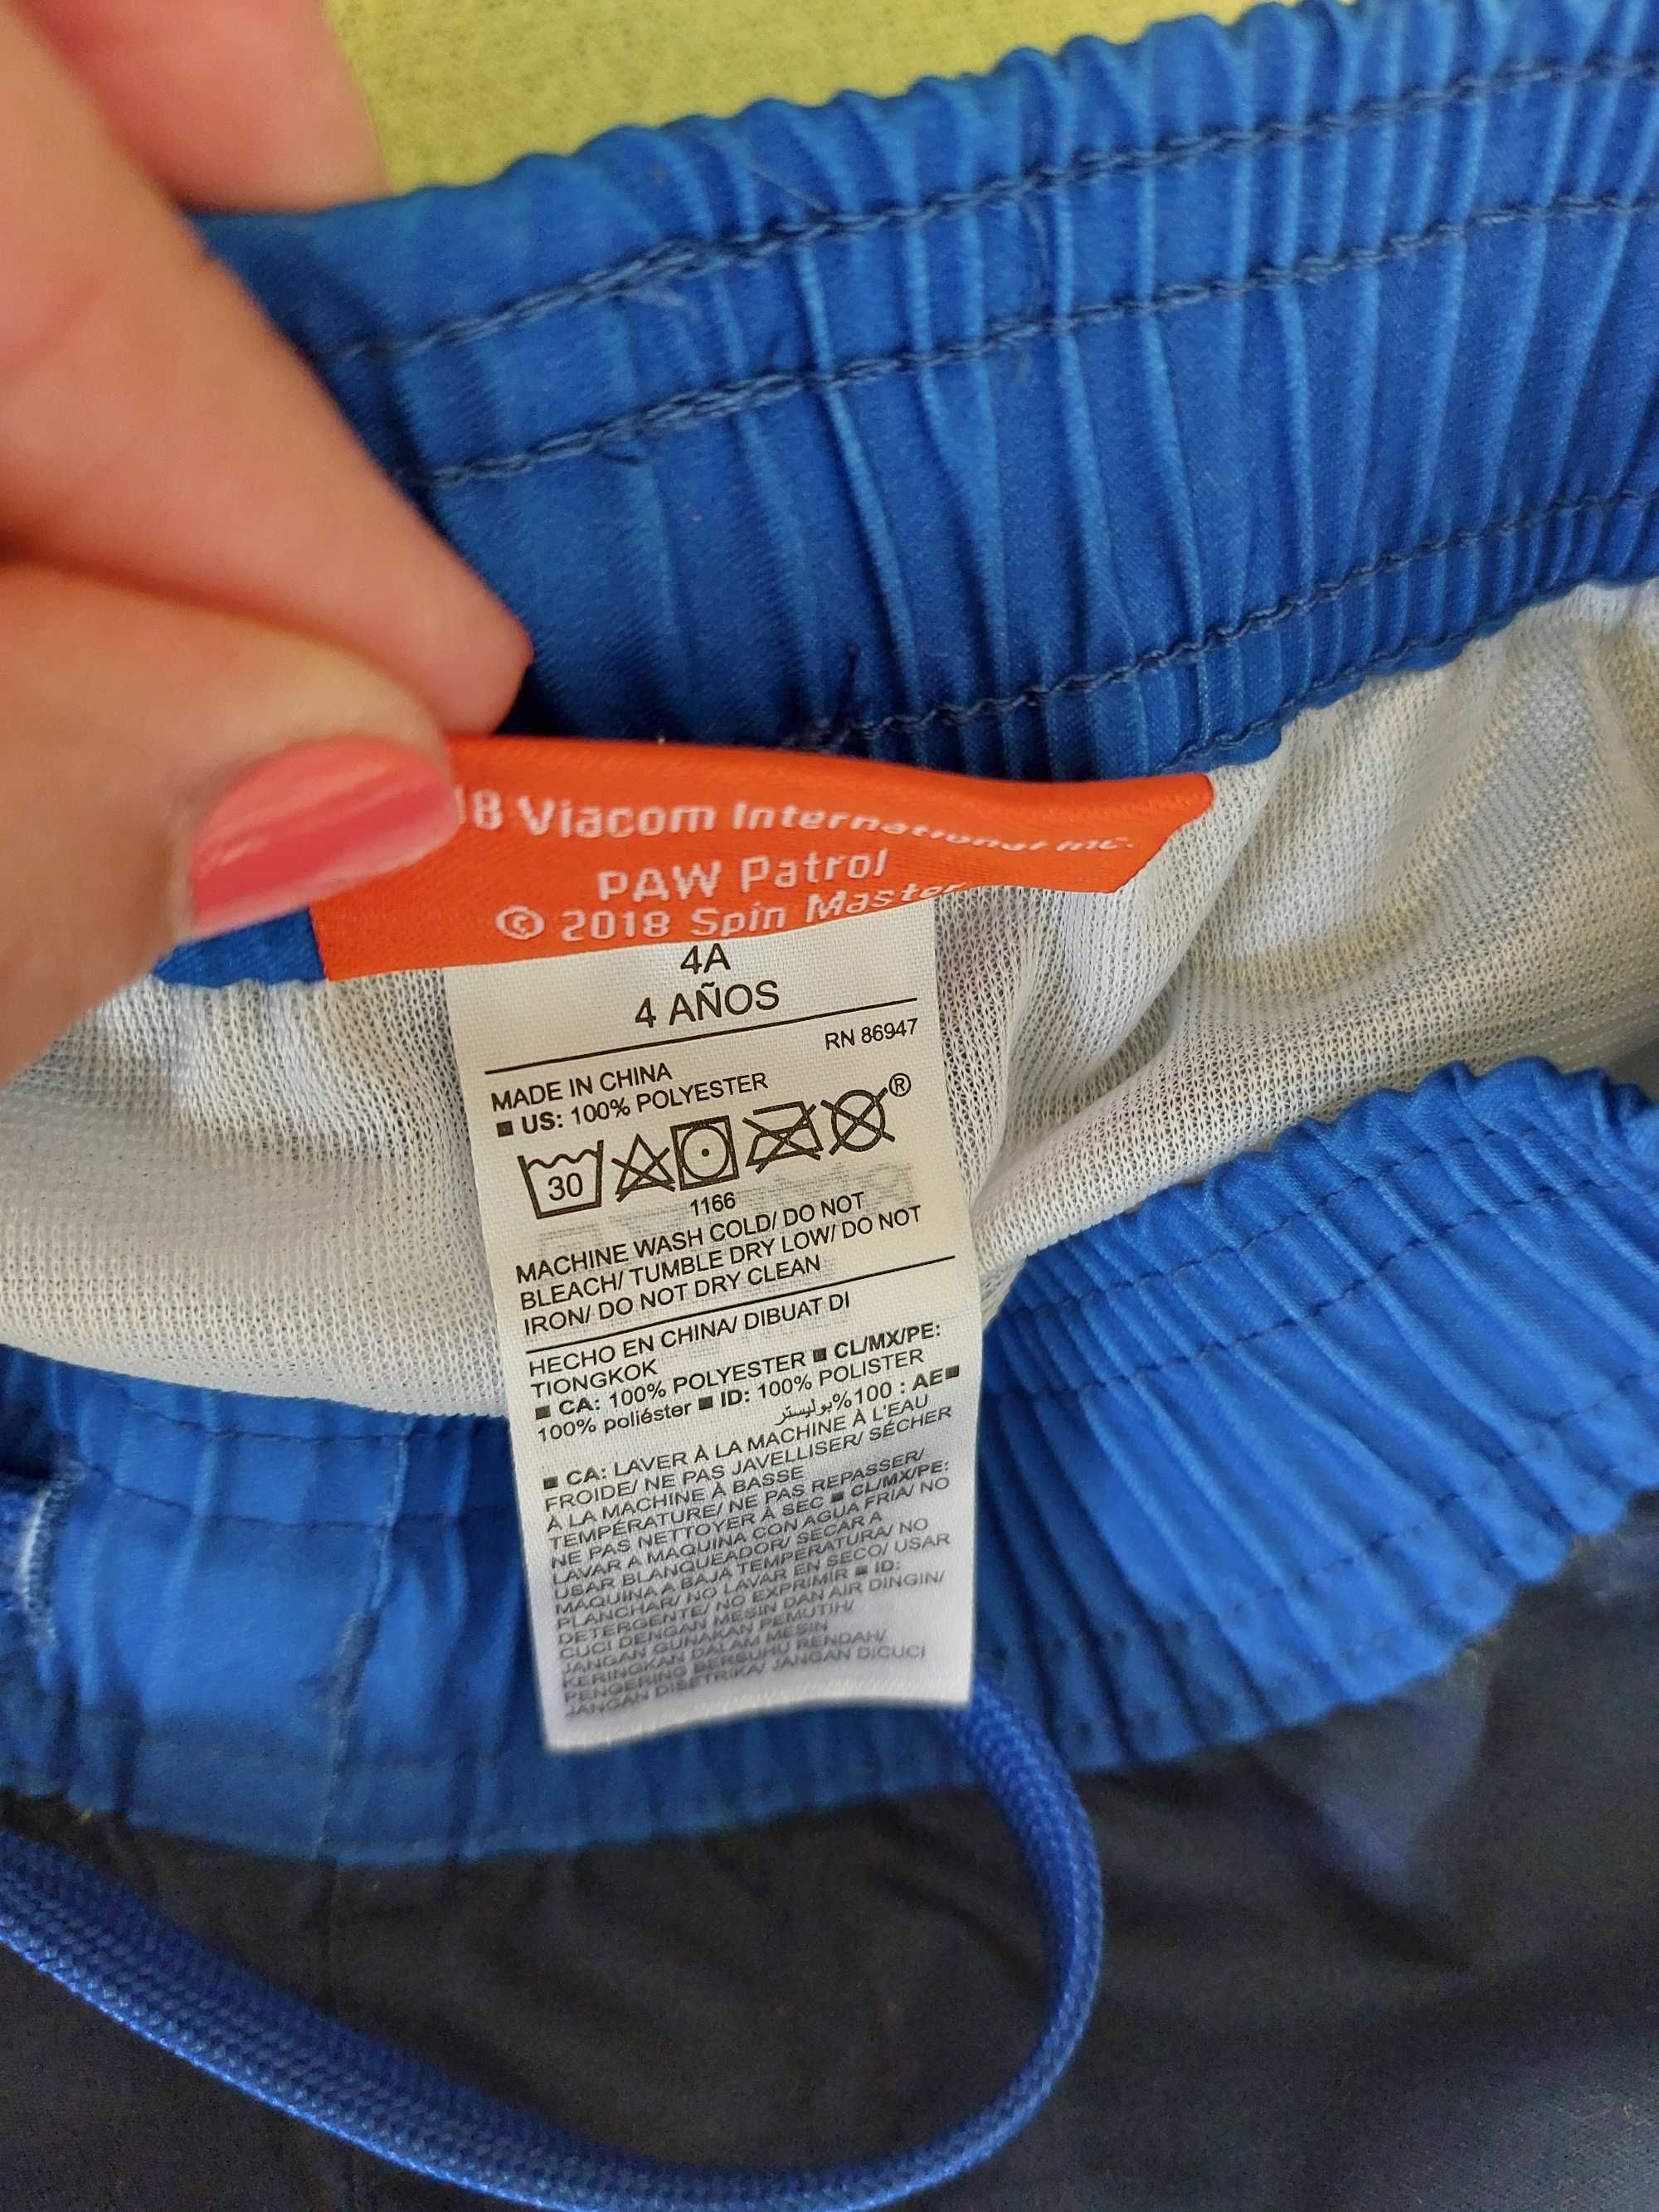 18 Viacom International Inc.
PAW Patrol
© 2018 Spin Master
4A
4 AÑOS
RN 86947
MADE IN CHINA
■ US: 100% POLYESTER
30
®
1166
MACHINE WASH COLD/ DO NOT
BLEACH/ TUMBLE DRY LOW/ DO NOT
IRON/ DO NOT DRY CLEAN
HECHO EN CHINA/ DIBUAT DI
TIONGKOK
■ CA: 100% POLYESTER ■ CL/MX/PE:
100% poliéster ■ ID: 100% POLISTER
■AE : 100% بوليستر
■ CA: LAVER À LA MACHINE À L'EAU
FROIDE/ NE PAS JAVELLISER/ SÉCHER
À LA MACHINE À BASSE
TEMPÉRATURE/ NE PAS REPASSER/
NE PAS NETTOYER À SEC ■ CL/MX/PE:
LAVAR A MAQUINA CON AGUA FRIA/ NO
USAR BLANQUEADOR/ SECAR A
MAQUINA A BAJA TEMPERATURA/ NO
PLANCHAR/ NO LAVAR EN SECO/ USAR
DETERGENTE/ NO EXPRIMIR ■ ID:
CUCI DENGAN MESIN DAN AIR DINGIN/
JANGAN GUNAKAN PEMUTIH/
KERINGKAN DALAM MESIN
PENGERING BERSUHU RENDAH/
JANGAN DISETRIKA/ JANGAN DICUCI